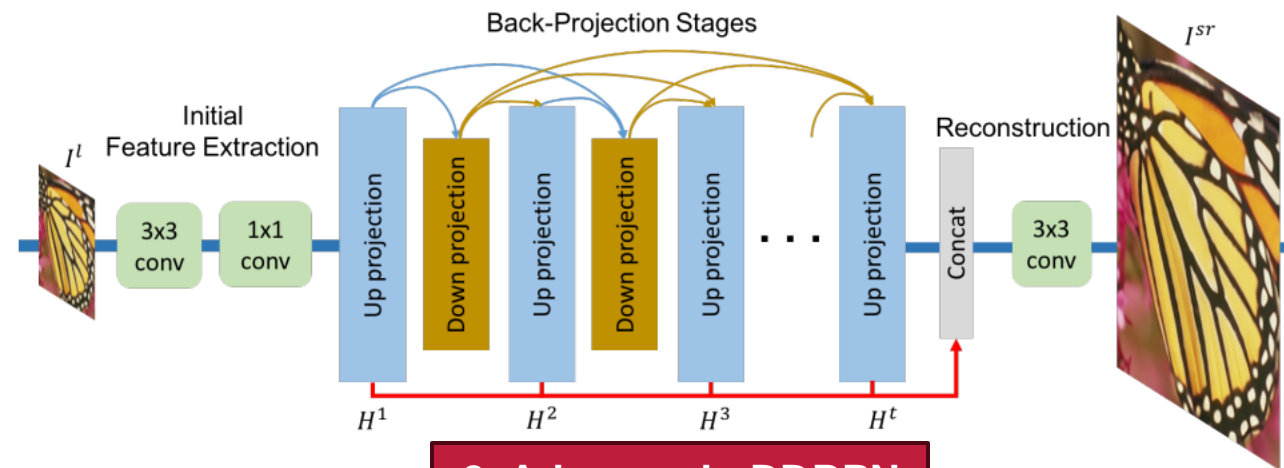 Back-Projection Stages
I^{sr}
Initial
Feature Extraction
Reconstruction
I^{l}
3x3
conv
1x1
conv
Up projection
Down projection
Up projection
Down projection
Up projection
. . .
Up projection
Concat
3x3
conv
H^{1}
H^{2}
H^{3}
H^{t}